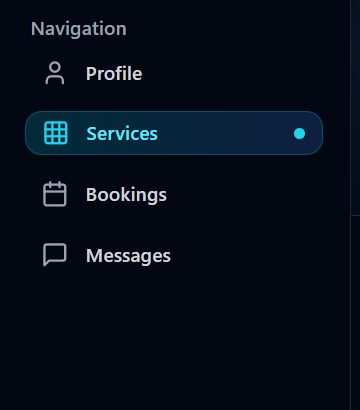 Navigation
Profile
Services
Bookings
Messages